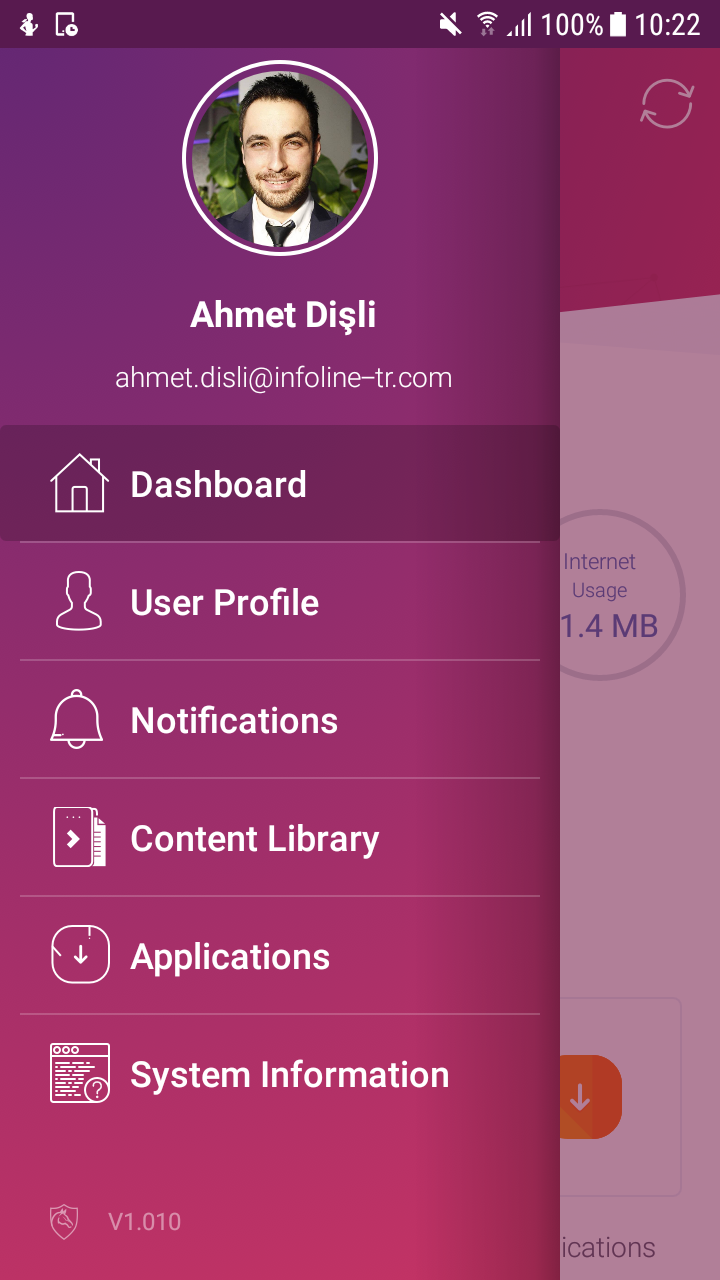 100% 10:22
Ahmet Dişli
ahmet.disli@infoline-tr.com
Dashboard
User Profile
Notifications
Content Library
Applications
System Information
V1.010
Internet
Usage
1.4 MB
ications